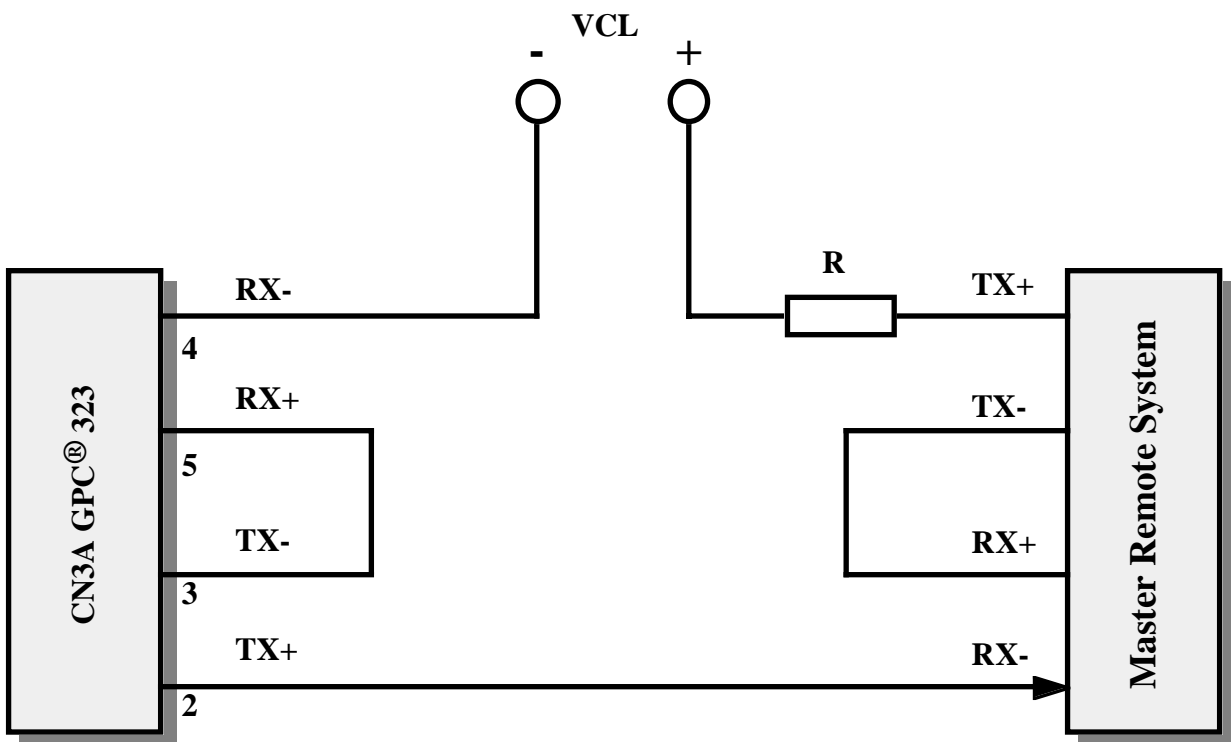 VCL
- +
R
RX-
TX+
4
RX+
TX-
5
TX-
RX+
3
TX+
RX-
2
CN3A GPC® 323
Master Remote System